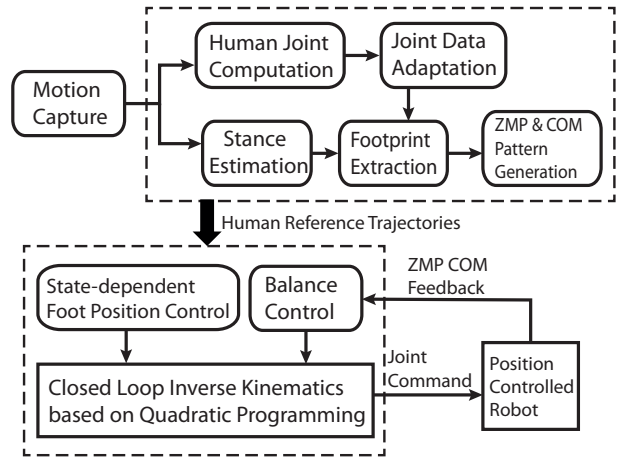 Human Joint
Computation
Joint Data
Adaptation
Motion
Capture
Stance
Estimation
Footprint
Extraction
ZMP & COM
Pattern
Generation
Human Reference Trajectories
State-dependent
Foot Position Control
Balance
Control
ZMP COM
Feedback
Closed Loop Inverse Kinematics
based on Quadratic Programming
Joint
Command
Position
Controlled
Robot